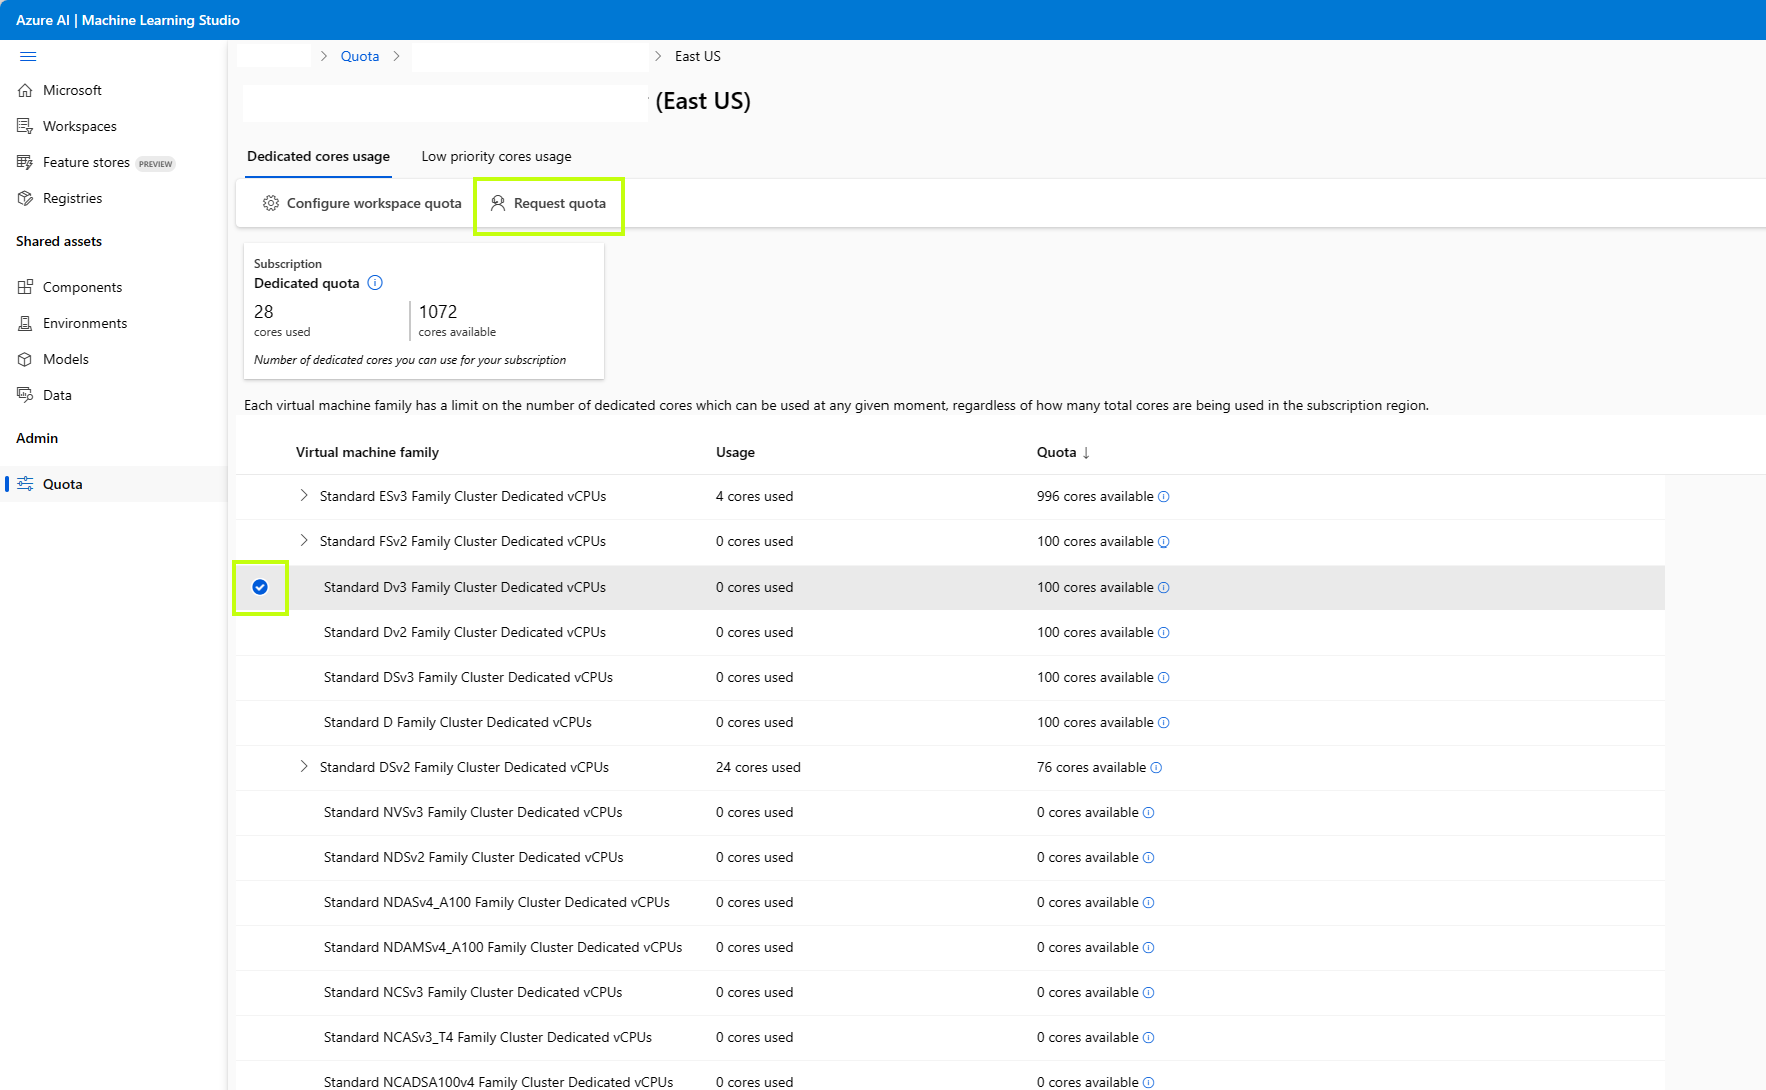 Azure AI | Machine Learning Studio
Quota > > East US
Microsoft
(East US)
Workspaces
Feature stores PREVIEW
Dedicated cores usage Low priority cores usage
Registries
Configure workspace quota Request quota
Shared assets
Subscription
Dedicated quota
28 1072
cores used cores available
Number of dedicated cores you can use for your subscription
Components
Environments
Models
Data
Admin
Quota
Each virtual machine family has a limit on the number of dedicated cores which can be used at any given moment, regardless of how many total cores are being used in the subscription region.
Virtual machine family Usage Quota ↓
Standard ESv3 Family Cluster Dedicated vCPUs 4 cores used 996 cores available
Standard FSv2 Family Cluster Dedicated vCPUs 0 cores used 100 cores available
Standard Dv3 Family Cluster Dedicated vCPUs 0 cores used 100 cores available
Standard Dv2 Family Cluster Dedicated vCPUs 0 cores used 100 cores available
Standard DSv3 Family Cluster Dedicated vCPUs 0 cores used 100 cores available
Standard D Family Cluster Dedicated vCPUs 0 cores used 100 cores available
Standard DSv2 Family Cluster Dedicated vCPUs 24 cores used 76 cores available
Standard NVSv3 Family Cluster Dedicated vCPUs 0 cores used 0 cores available
Standard NDSv2 Family Cluster Dedicated vCPUs 0 cores used 0 cores available
Standard NDASv4_A100 Family Cluster Dedicated vCPUs 0 cores used 0 cores available
Standard NDAMSv4_A100 Family Cluster Dedicated vCPUs 0 cores used 0 cores available
Standard NCSv3 Family Cluster Dedicated vCPUs 0 cores used 0 cores available
Standard NCASv3_T4 Family Cluster Dedicated vCPUs 0 cores used 0 cores available
Standard NCADSA100v4 Family Cluster Dedicated vCPUs 0 cores used 0 cores available